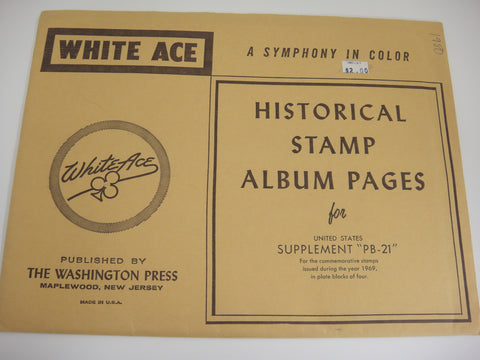 WHITE ACE
A SYMPHONY IN COLOR
$2.00
HISTORICAL
STAMP
ALBUM PAGES
for
UNITED STATES
SUPPLEMENT "PB-21"
For the commemorative stamps
issued during the year 1969,
in plate blocks of four.
White Ace
PUBLISHED BY
THE WASHINGTON PRESS
MAPLEWOOD, NEW JERSEY
MADE IN U.S.A.